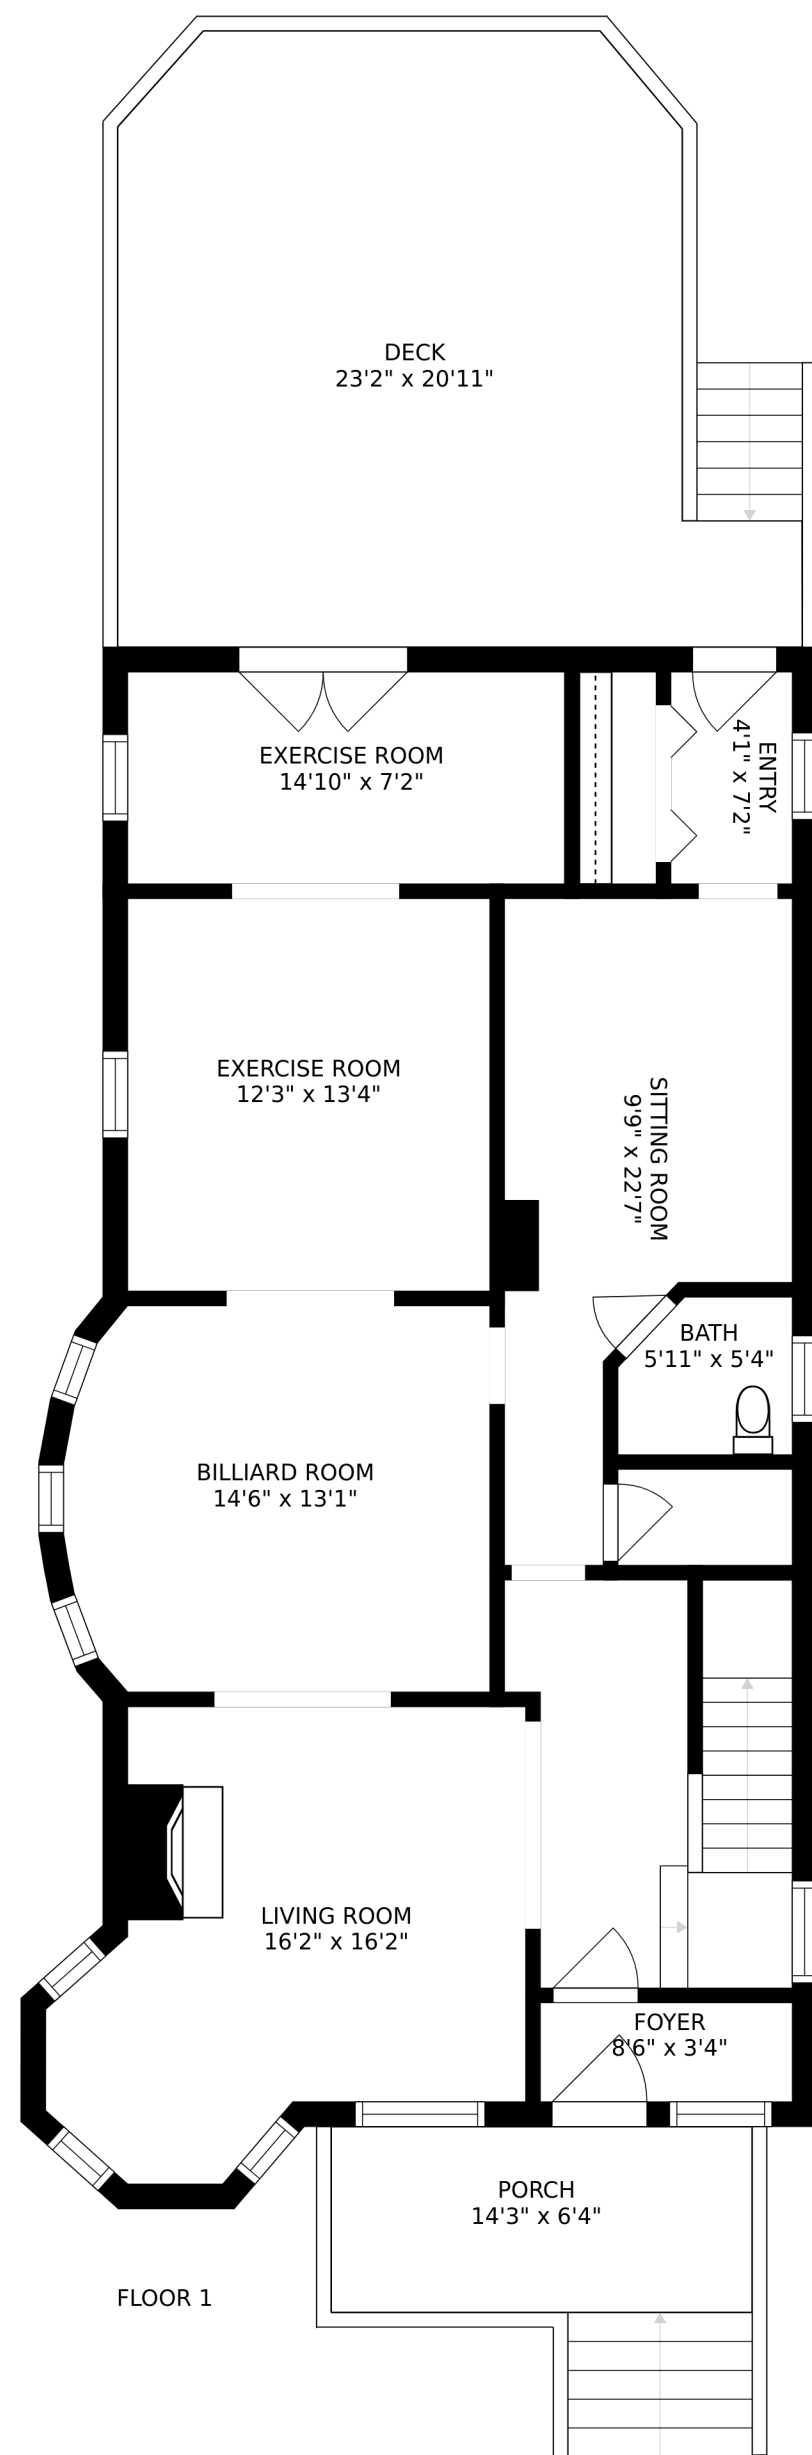 DECK
23'2" x 20'11"
EXERCISE ROOM
14'10" x 7'2"
ENTRY
4'1" x 7'2"
EXERCISE ROOM
12'3" x 13'4"
SITTING ROOM
9'9" x 22'7"
BATH
5'11" x 5'4"
BILLIARD ROOM
14'6" x 13'1"
LIVING ROOM
16'2" x 16'2"
FOYER
8'6" x 3'4"
PORCH
14'3" x 6'4"
FLOOR 1